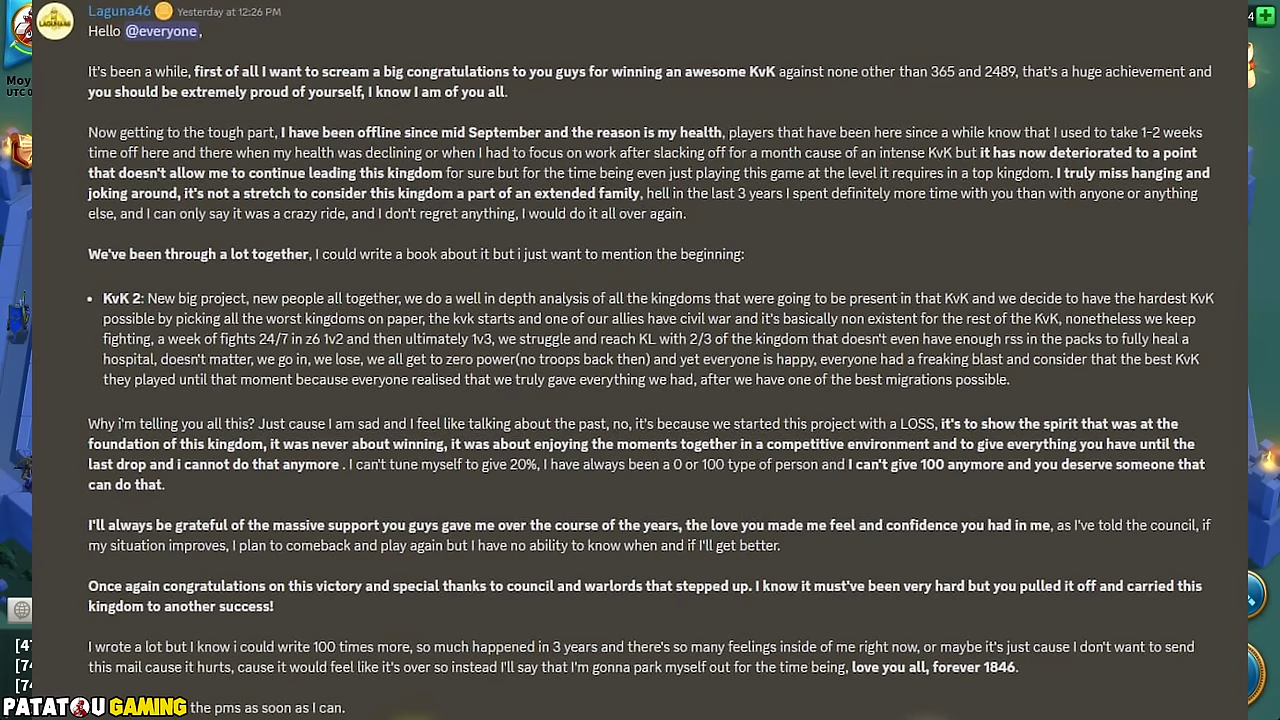 Laguna46 Yesterday at 12:26 PM
Hello @everyone,
It's been a while, first of all I want to scream a big congratulations to you guys for winning an awesome KvK against none other than 365 and 2489, that's a huge achievement and
you should be extremely proud of yourself, I know I am of you all.
Now getting to the tough part, I have been offline since mid September and the reason is my health, players that have been here since a while know that I used to take 1-2 weeks
time off here and there when my health was declining or when I had to focus on work after slacking off for a month cause of an intense KvK but it has now deteriorated to a point
that doesn't allow me to continue leading this kingdom for sure but for the time being even just playing this game at the level it requires in a top kingdom. I truly miss hanging and
joking around, it's not a stretch to consider this kingdom a part of an extended family, hell in the last 3 years I spent definitely more time with you than with anyone or anything
else, and I can only say it was a crazy ride, and I don't regret anything, I would do it all over again.
We've been through a lot together, I could write a book about it but i just want to mention the beginning:
• KvK 2: New big project, new people all together, we do a well in depth analysis of all the kingdoms that were going to be present in that KvK and we decide to have the hardest KvK
possible by picking all the worst kingdoms on paper, the kvk starts and one of our allies have civil war and it's basically non existent for the rest of the KvK, nonetheless we keep
fighting, a week of fights 24/7 in z6 1v2 and then ultimately 1v3, we struggle and reach KL with 2/3 of the kingdom that doesn't even have enough rss in the packs to fully heal a
hospital, doesn't matter, we go in, we lose, we all get to zero power(no troops back then) and yet everyone is happy, everyone had a freaking blast and consider that the best KvK
they played until that moment because everyone realised that we truly gave everything we had, after we have one of the best migrations possible.
Why i'm telling you all this? Just cause I am sad and I feel like talking about the past, no, it's because we started this project with a LOSS, it's to show the spirit that was at the
foundation of this kingdom, it was never about winning, it was about enjoying the moments together in a competitive environment and to give everything you have until the
last drop and i cannot do that anymore . I can't tune myself to give 20%, I have always been a 0 or 100 type of person and I can't give 100 anymore and you deserve someone that
can do that.
I'll always be grateful of the massive support you guys gave me over the course of the years, the love you made me feel and confidence you had in me, as I've told the council, if
my situation improves, I plan to comeback and play again but I have no ability to know when and if I'll get better.
Once again congratulations on this victory and special thanks to council and warlords that stepped up. I know it must've been very hard but you pulled it off and carried this
kingdom to another success!
I wrote a lot but I know i could write 100 times more, so much happened in 3 years and there's so many feelings inside of me right now, or maybe it's just cause I don't want to send
this mail cause it hurts, cause it would feel like it's over so instead I'll say that I'm gonna park myself out for the time being, love you all, forever 1846.
PATATOU GAMING the pms as soon as I can.
Moy
UTC 0
[4
[74
[74
4